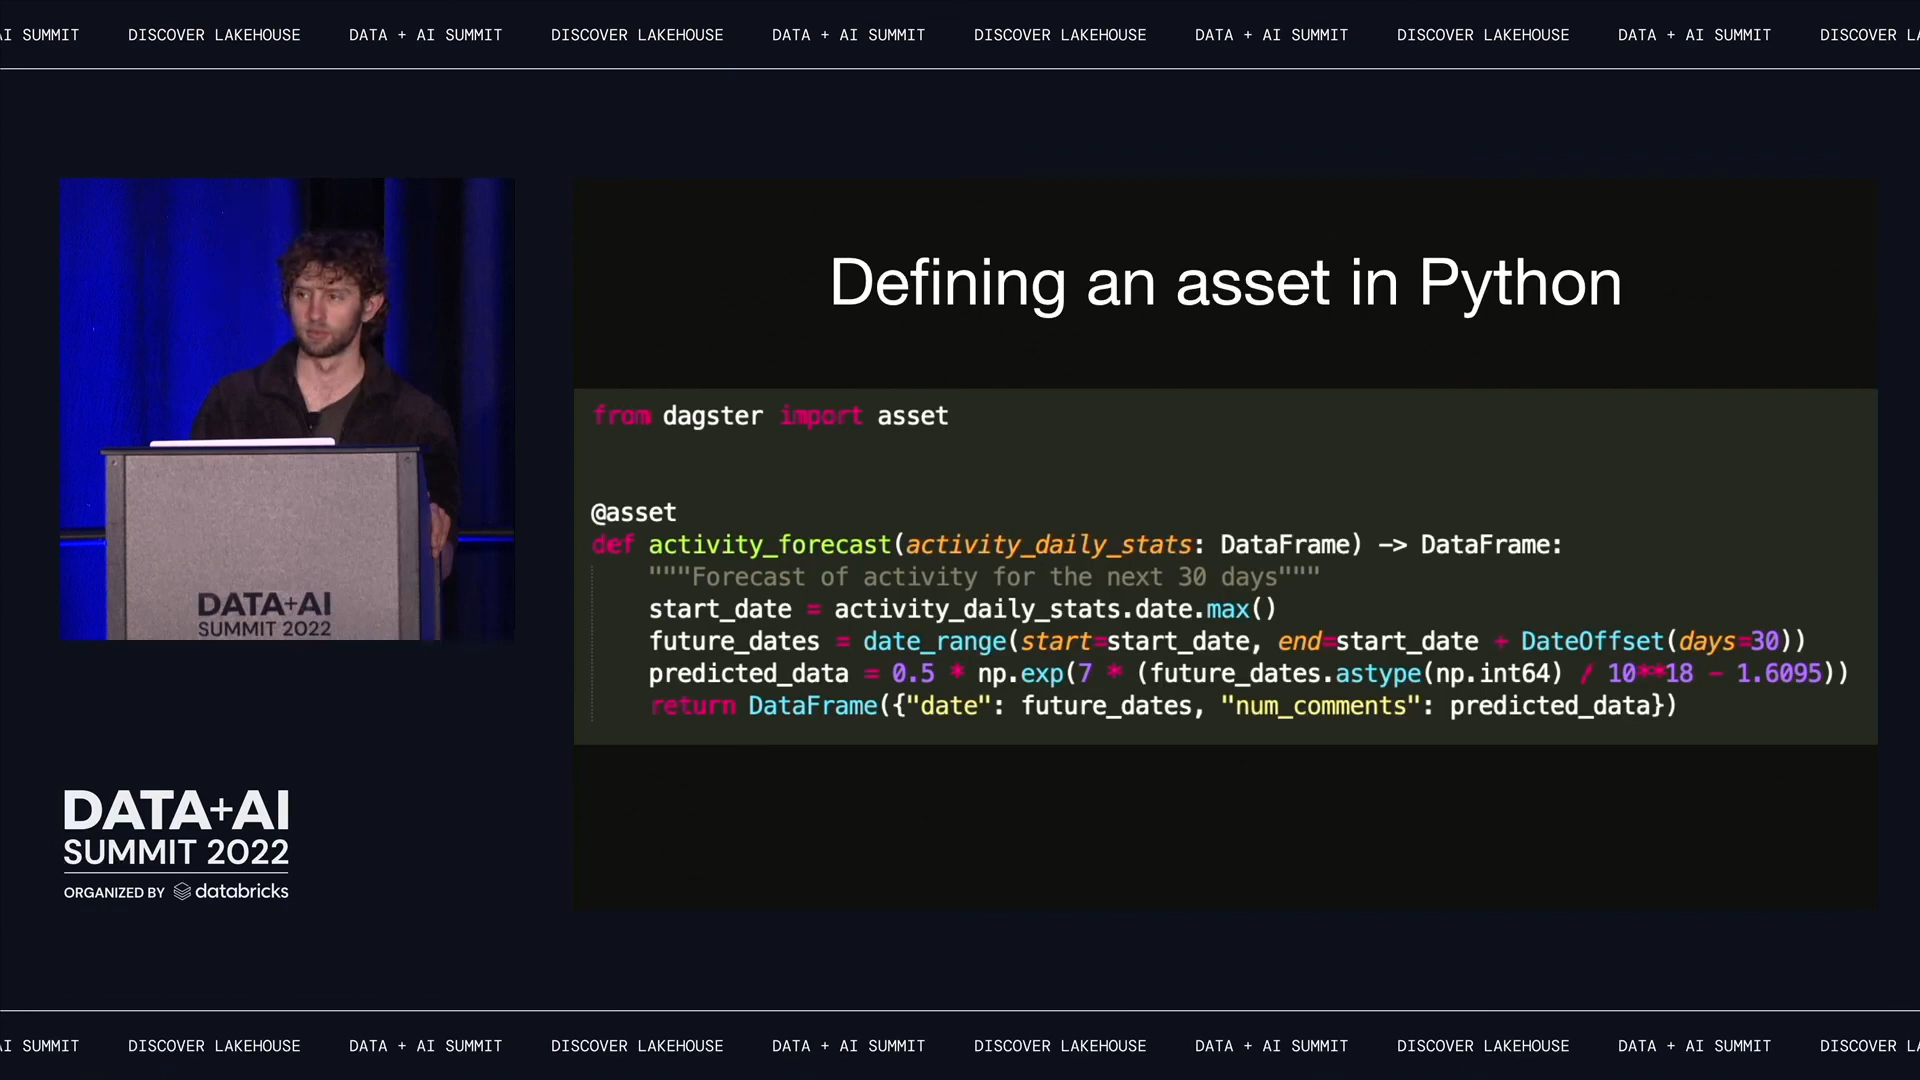 AI SUMMIT DISCOVER LAKEHOUSE DATA + AI SUMMIT DISCOVER LAKEHOUSE DATA + AI SUMMIT DISCOVER LAKEHOUSE DATA + AI SUMMIT DISCOVER LAKEHOUSE DATA + AI SUMMIT DISCOVER LA
Defining an asset in Python
from dagster import asset
@asset
def activity_forecast(activity_daily_stats: DataFrame) -> DataFrame:
"""Forecast of activity for the next 30 days"""
start_date = activity_daily_stats.date.max()
future_dates = date_range(start=start_date, end=start_date + DateOffset(days=30))
predicted_data = 0.5 * np.exp(7 * (future_dates.astype(np.int64) / 10**18 - 1.6095))
return DataFrame({"date": future_dates, "num_comments": predicted_data})
DATA+AI
SUMMIT 2022
DATA+AI
SUMMIT 2022
ORGANIZED BY databricks
AI SUMMIT DISCOVER LAKEHOUSE DATA + AI SUMMIT DISCOVER LAKEHOUSE DATA + AI SUMMIT DISCOVER LAKEHOUSE DATA + AI SUMMIT DISCOVER LAKEHOUSE DATA + AI SUMMIT DISCOVER LA